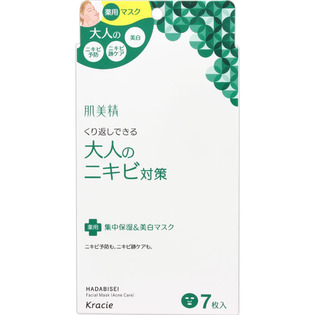 薬用 マスク
大人の
ニキビ予防
ニキビ跡ケア
美白
肌美精
くり返しできる
大人の
ニキビ対策
薬用 集中保湿&美白マスク
ニキビ予防も、ニキビ跡ケアも。
HADABISEI
Facial Mask (Acne Care)
Kracie
7枚入